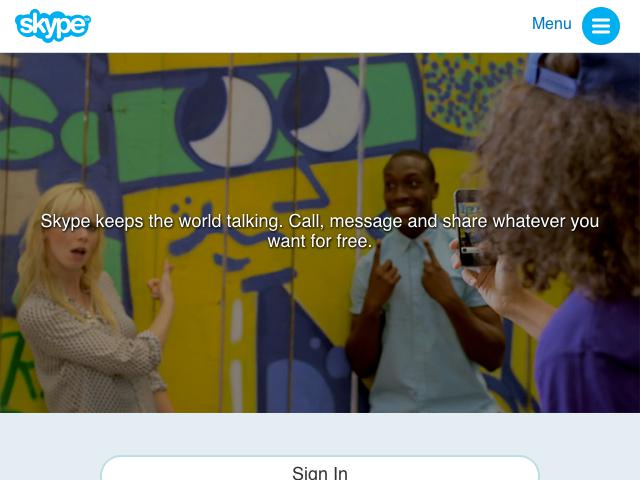 skype
Menu
Skype keeps the world talking. Call, message and share whatever you
want for free.
Sign In